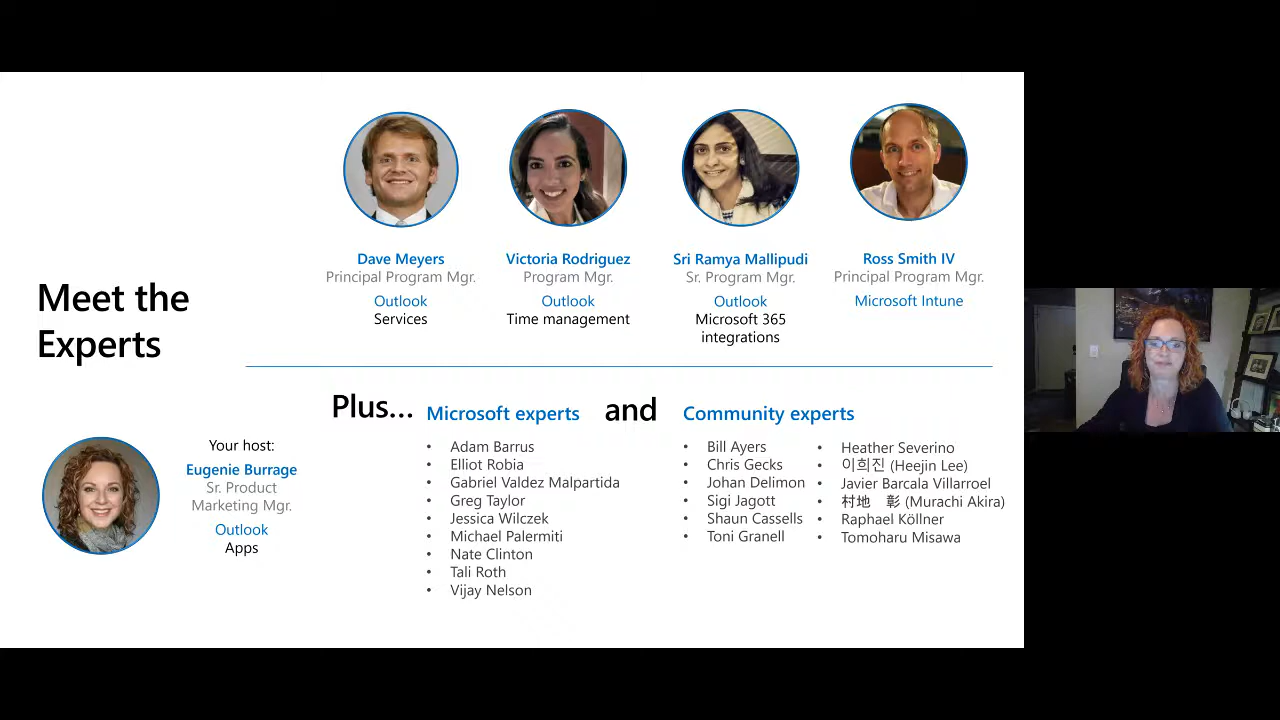 Meet the
Experts
Dave Meyers
Principal Program Mgr.
Outlook
Services
Victoria Rodriguez
Program Mgr.
Outlook
Time management
Sri Ramya Mallipudi
Sr. Program Mgr.
Outlook
Microsoft 365
integrations
Ross Smith IV
Principal Program Mgr.
Microsoft Intune
Your host:
Eugenie Burrage
Sr. Product
Marketing Mgr.
Outlook
Apps
Plus...
Microsoft experts
• Adam Barrus
• Elliot Robia
• Gabriel Valdez Malpartida
• Greg Taylor
• Jessica Wilczek
• Michael Palermiti
• Nate Clinton
• Tali Roth
• Vijay Nelson
and
Community experts
• Bill Ayers
• Chris Gecks
• Johan Delimon
• Sigi Jagott
• Shaun Cassells
• Toni Granell
• Heather Severino
• 이희진 (Heejin Lee)
• Javier Barcala Villarroel
• 村地　彰 (Murachi Akira)
• Raphael Köllner
• Tomoharu Misawa